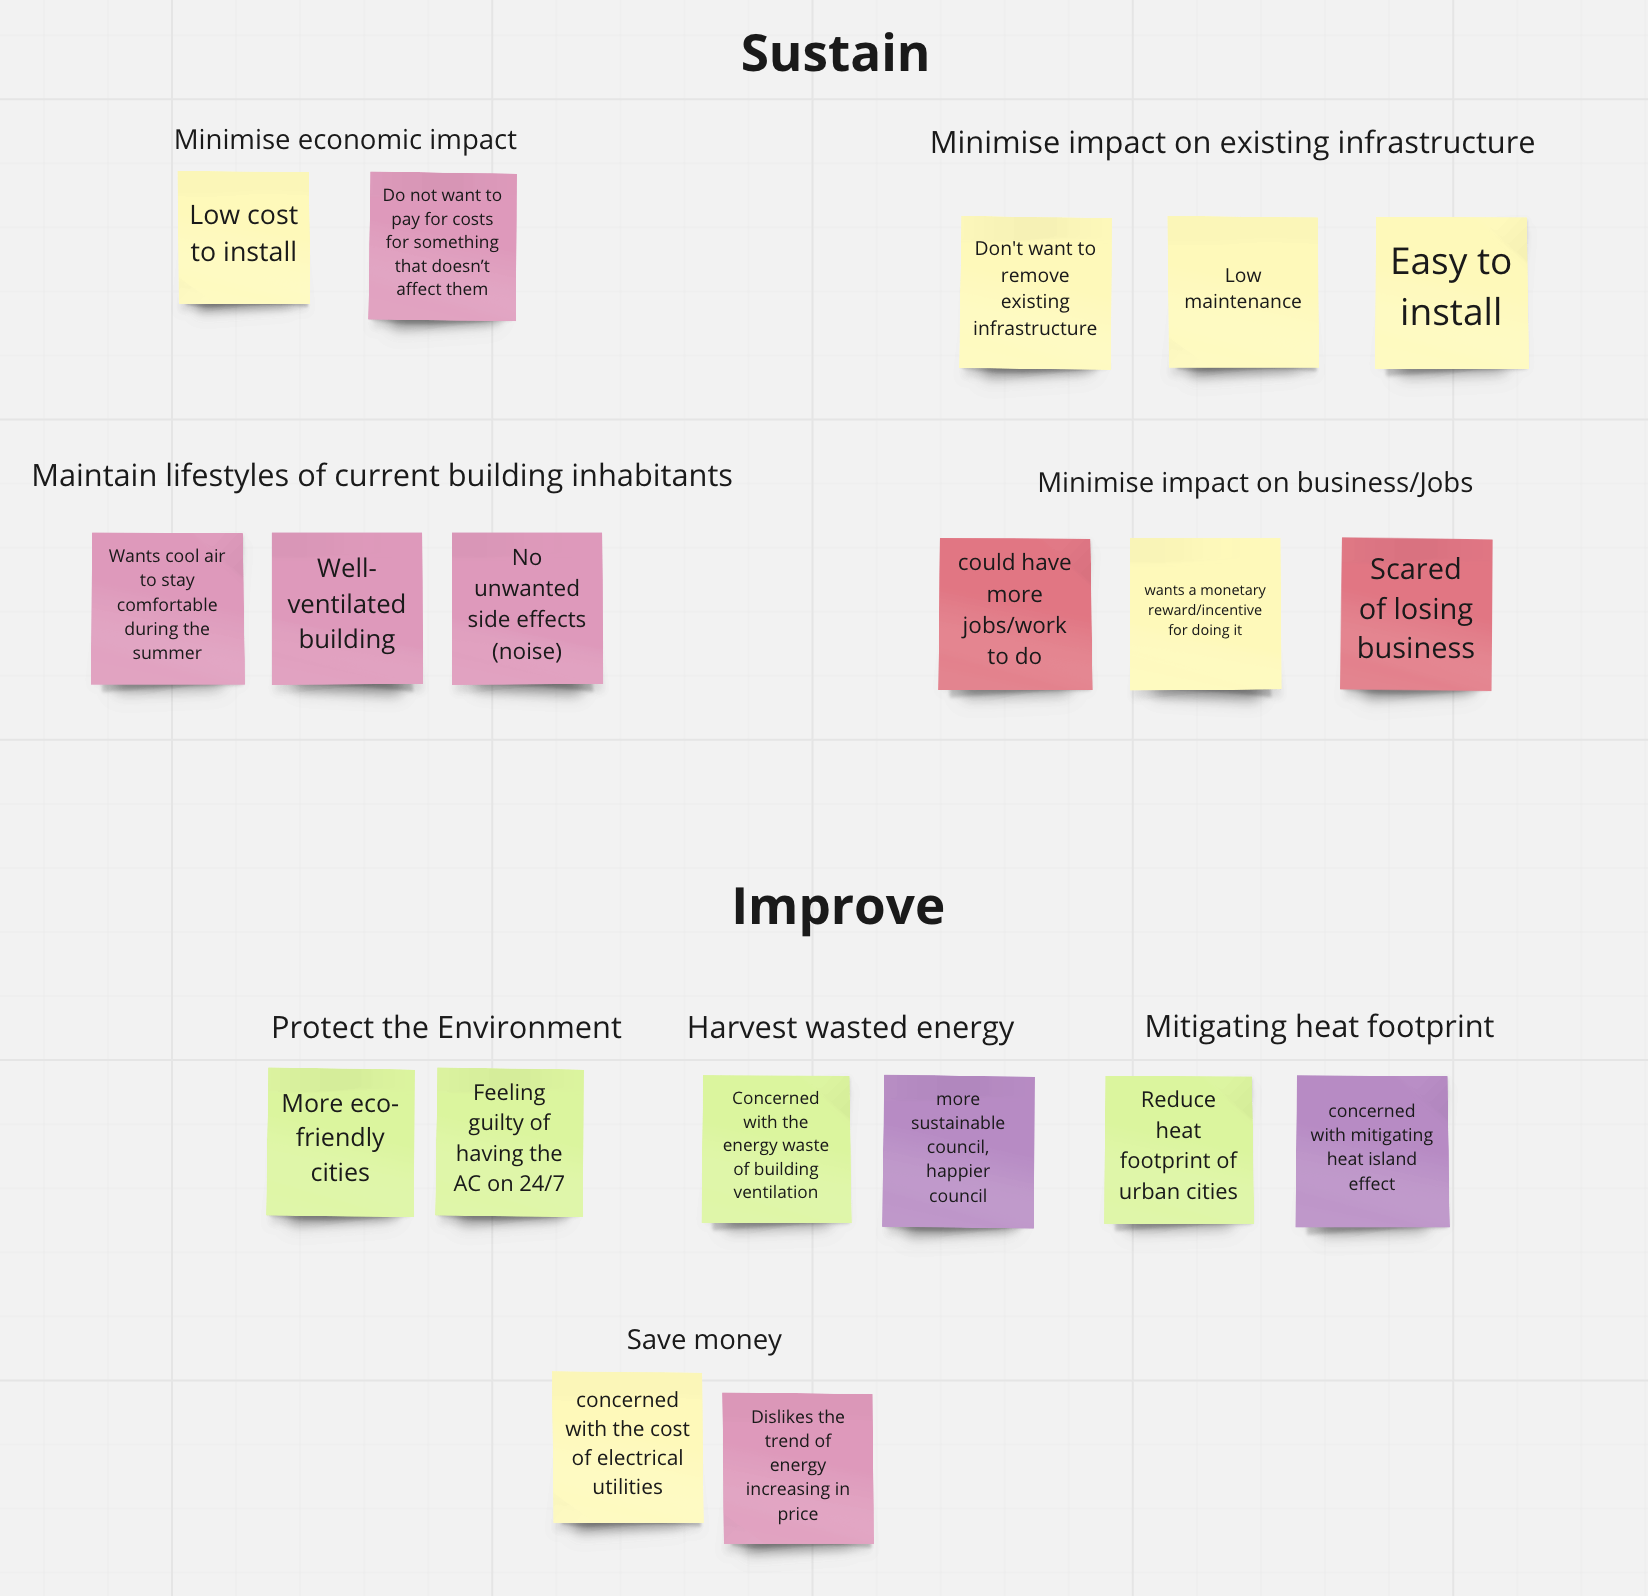 Sustain
Minimise economic impact
Low cost
to install
Do not want to
pay for costs
for something
that doesn’t
affect them
Minimise impact on existing infrastructure
Don't want to
remove
existing
infrastructure
Low
maintenance
Easy to
install
Maintain lifestyles of current building inhabitants
Wants cool air
to stay
comfortable
during the
summer
Well-
ventilated
building
No
unwanted
side effects
(noise)
Minimise impact on business/Jobs
could have
more
jobs/work
to do
wants a monetary
reward/incentive
for doing it
Scared
of losing
business
Improve
Protect the Environment
More eco-
friendly
cities
Feeling
guilty of
having the
AC on 24/7
Harvest wasted energy
Concerned
with the
energy waste
of building
ventilation
more
sustainable
council,
happier
council
Mitigating heat footprint
Reduce
heat
footprint of
urban cities
concerned
with mitigating
heat island
effect
Save money
concerned
with the cost
of electrical
utilities
Dislikes the
trend of
energy
increasing in
price